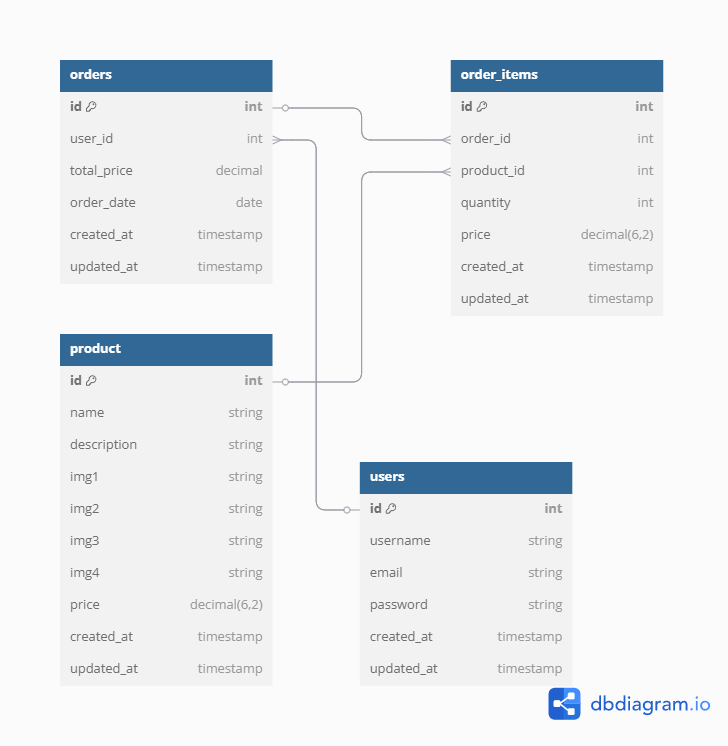 orders
id int
user_id int
total_price decimal
order_date date
created_at timestamp
updated_at timestamp
order_items
id int
order_id int
product_id int
quantity int
price decimal(6,2)
created_at timestamp
updated_at timestamp
product
id int
name string
description string
img1 string
img2 string
img3 string
img4 string
price decimal(6,2)
created_at timestamp
updated_at timestamp
users
id int
username string
email string
password string
created_at timestamp
updated_at timestamp
dbdiagram.io